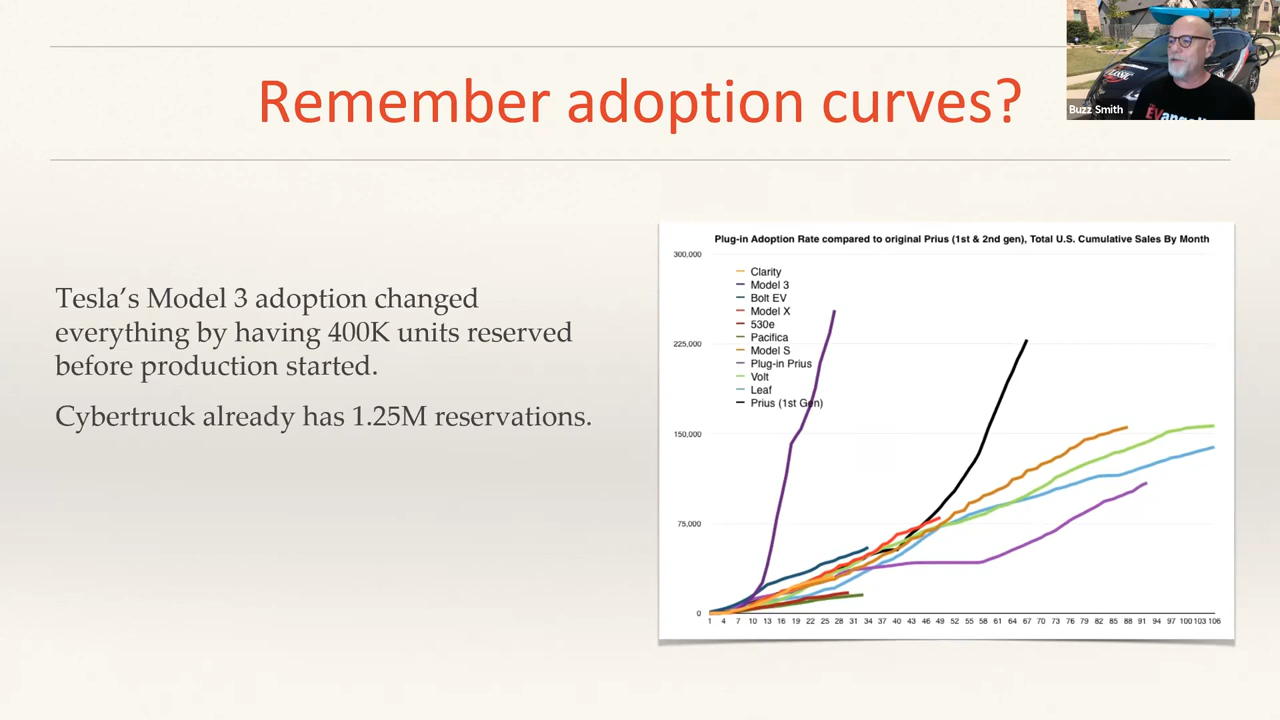 Remember adoption curves?
Buzz Smith
EVangel
Tesla’s Model 3 adoption changed
everything by having 400K units reserved
before production started.
Cybertruck already has 1.25M reservations.
Plug-in Adoption Rate compared to original Prius (1st & 2nd gen), Total U.S. Cumulative Sales By Month
300,000
225,000
150,000
75,000
0
Clarity
Model 3
Bolt EV
Model X
530e
Pacifica
Model S
Plug-in Prius
Volt
Leaf
Prius (1st Gen)
1 4 7 10 13 16 19 22 25 28 31 34 37 40 43 46 49 52 55 58 61 64 67 70 73 76 79 82 85 88 91 94 97 100 103 106